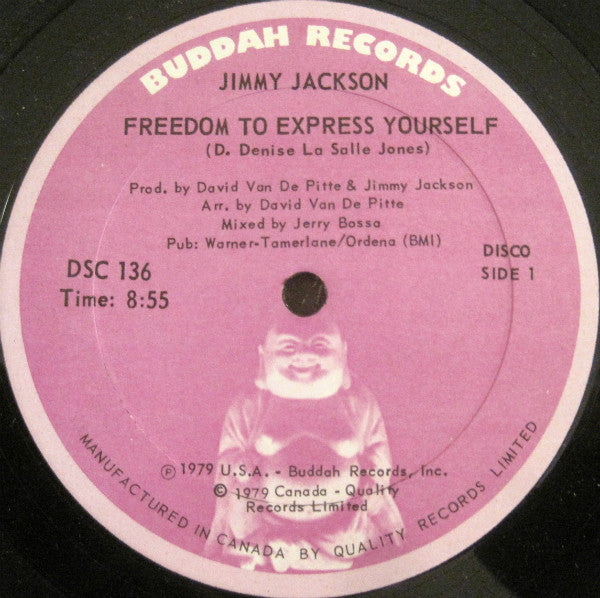 BUDDAH RECORDS
JIMMY JACKSON
FREEDOM TO EXPRESS YOURSELF
(D. Denise La Salle Jones)
Prod. by David Van De Pitte & Jimmy Jackson
Arr. by David Van De Pitte
Mixed by Jerry Bossa
Pub: Warner-Tamerlane/Ordena (BMI)
DSC 136
Time: 8:55
DISCO
SIDE 1
℗ 1979 U.S.A. - Buddah Records, Inc.
© 1979 Canada - Quality
Records Limited
MANUFACTURED IN CANADA BY QUALITY RECORDS LIMITED